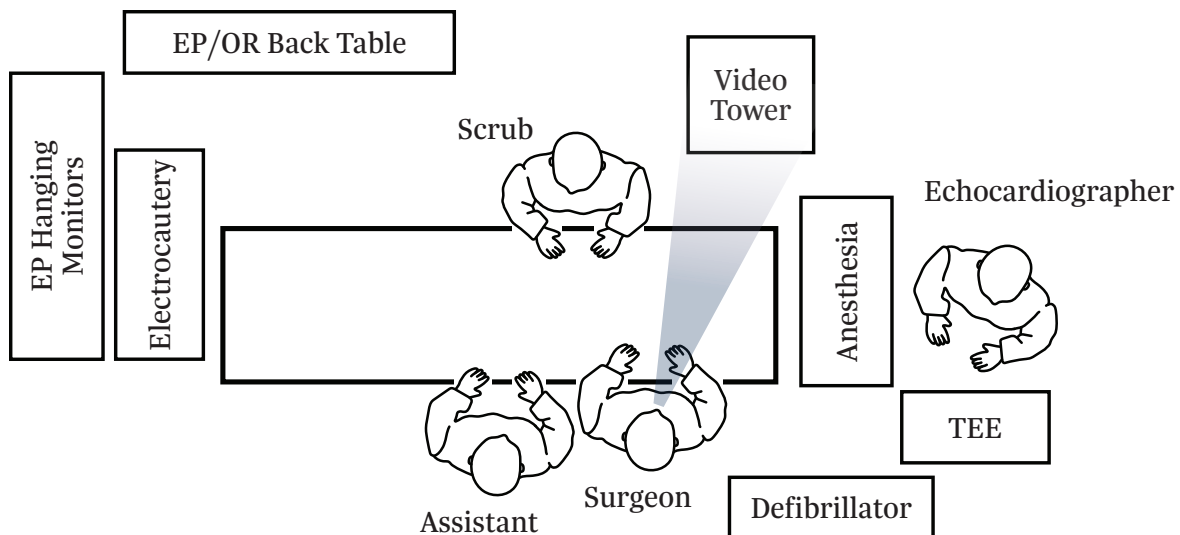 EP/OR Back Table
Video
Tower
Scrub
EP Hanging
Monitors
Electrocautery
Echocardiographer
Anesthesia
TEE
Surgeon
Defibrillator
Assistant